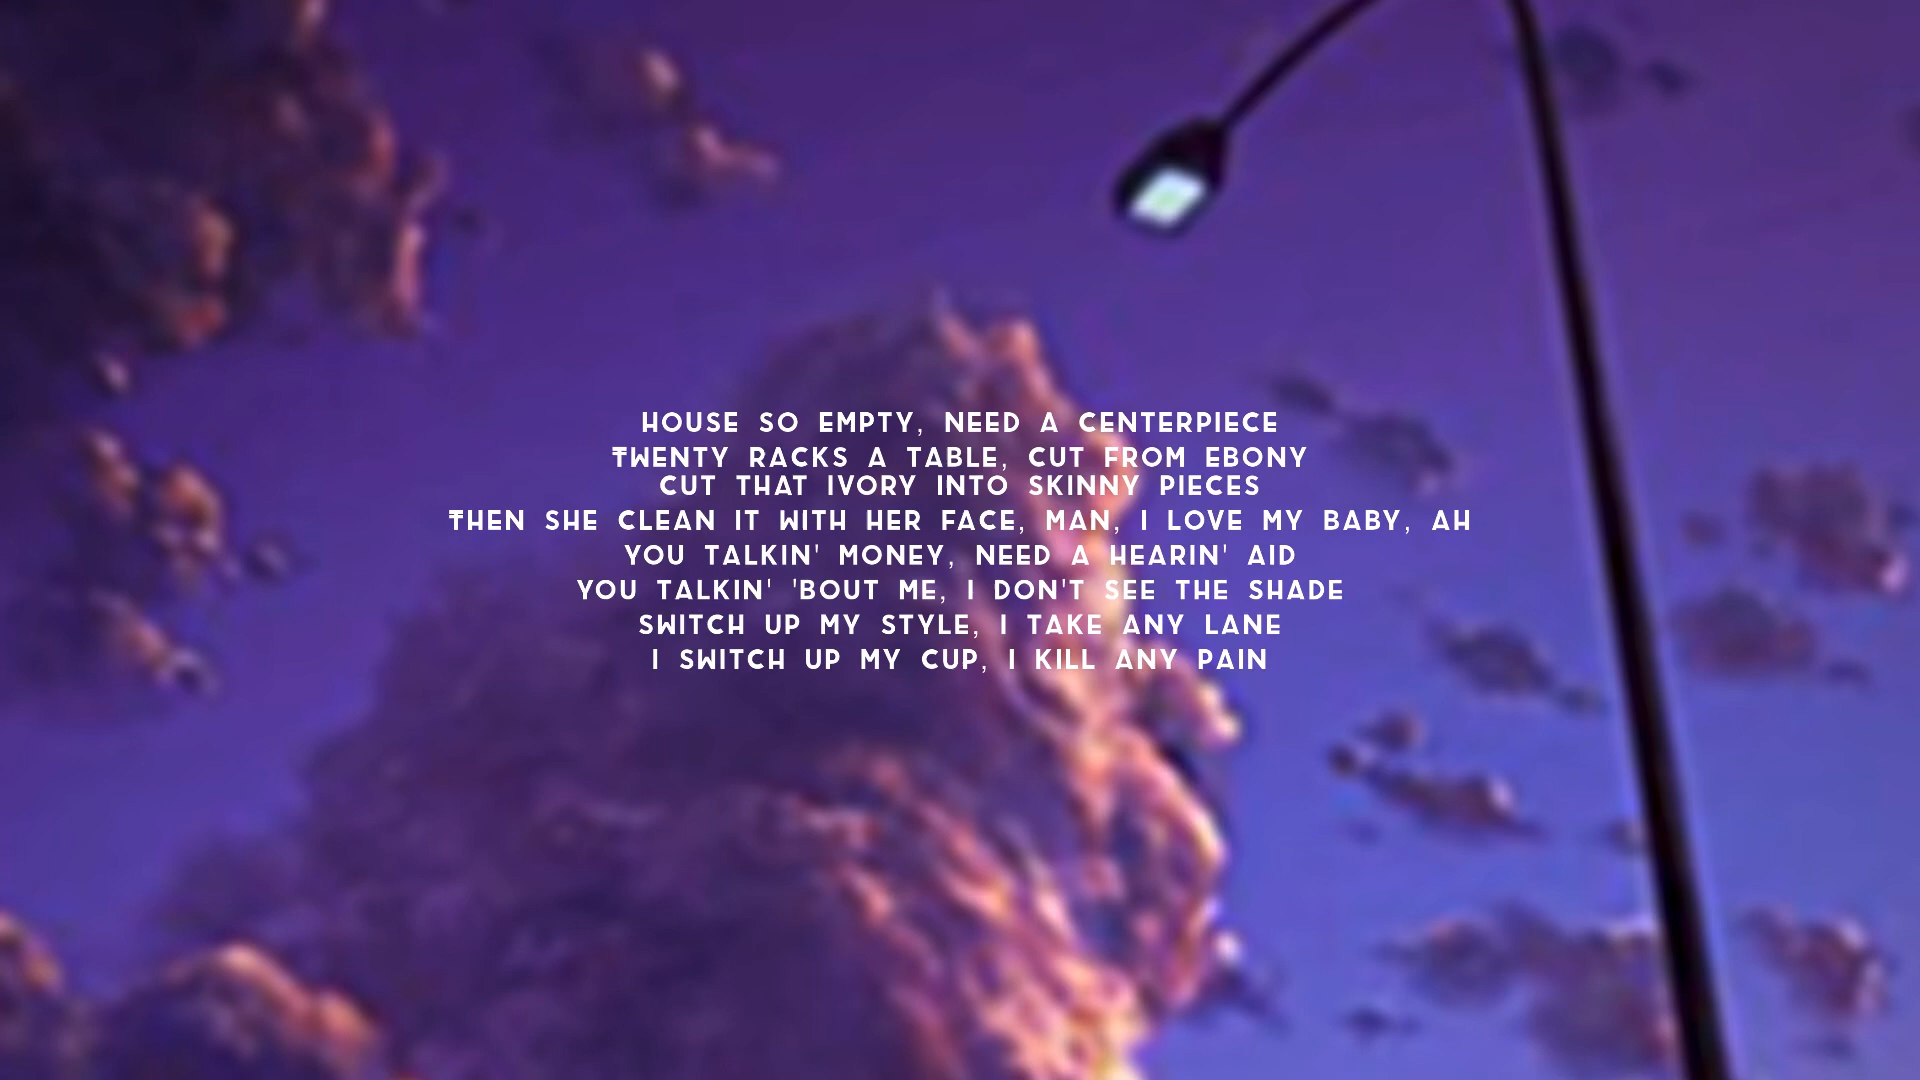 HOUSE SO EMPTY, NEED A CENTERPIECE
TWENTY RACKS A TABLE, CUT FROM EBONY
CUT THAT IVORY INTO SKINNY PIECES
THEN SHE CLEAN IT WITH HER FACE, MAN, I LOVE MY BABY, AH
YOU TALKIN' MONEY, NEED A HEARIN' AID
YOU TALKIN' 'BOUT ME, I DON'T SEE THE SHADE
SWITCH UP MY STYLE, I TAKE ANY LANE
I SWITCH UP MY CUP, I KILL ANY PAIN